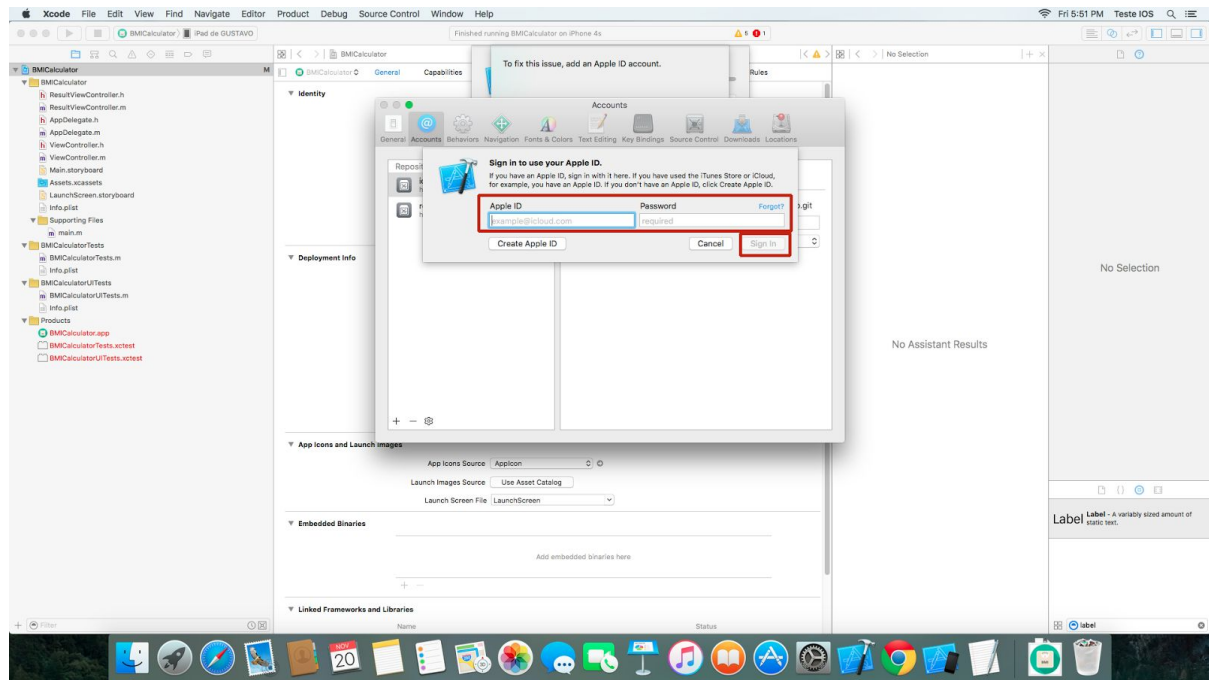 Xcode File Edit View Find Navigate Editor Product Debug Source Control Window Help
Fri 5:51 PM Teste IOS
BMICalculator iPad de GUSTAVO
Finished running BMICalculator on iPhone 4s
5 1
BMICalculator
No Selection
BMICalculator M
BMICalculator
ResultViewController.h
ResultViewController.m
AppDelegate.h
AppDelegate.m
ViewController.h
ViewController.m
Main.storyboard
Assets.xcassets
LaunchScreen.storyboard
Info.plist
Supporting Files
main.m
BMICalculatorTests
BMICalculatorTests.m
Info.plist
BMICalculatorUITests
BMICalculatorUITests.m
Info.plist
Products
BMICalculator.app
BMICalculatorTests.xctest
BMICalculatorUITests.xctest
Filter
BMICalculator General Capabilities Rules
To fix this issue, add an Apple ID account.
Identity
Accounts
General Accounts Behaviors Navigation Fonts & Colors Text Editing Key Bindings Source Control Downloads Locations
Reposit
Sign in to use your Apple ID.
If you have an Apple ID, sign in with it here. If you have used the iTunes Store or iCloud,
for example, you have an Apple ID. If you don't have an Apple ID, click Create Apple ID.
Apple ID Password Forgot?
example@icloud.com required
.git
Create Apple ID Cancel Sign In
Deployment Info
App Icons and Launch Images
App Icons Source AppIcon
Launch Images Source Use Asset Catalog
Launch Screen File LaunchScreen
Embedded Binaries
Add embedded binaries here
Linked Frameworks and Libraries
Name Status
No Assistant Results
No Selection
Label Label - A variably sized amount of
static text.
label
NOV
20